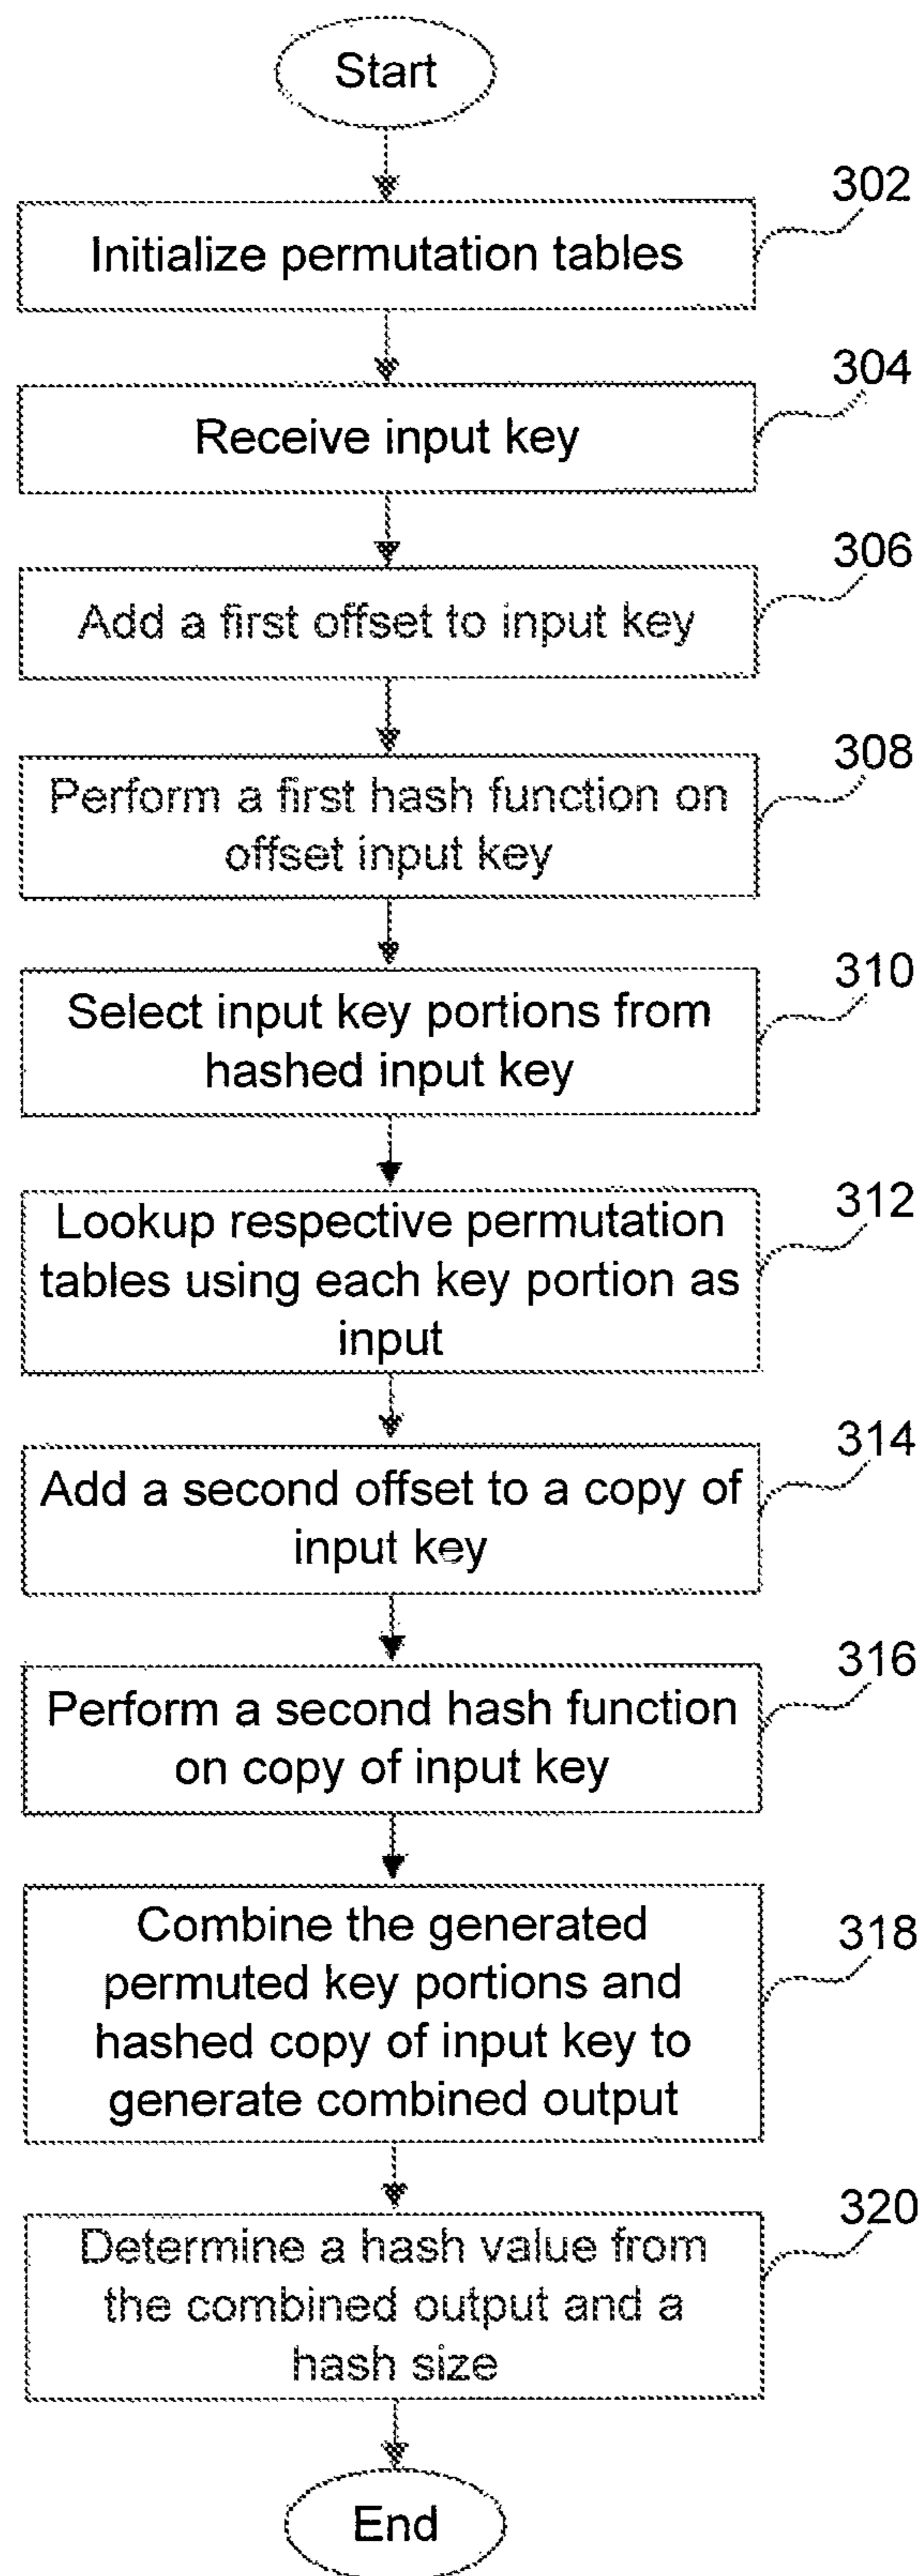 Start
302
Initialize permutation tables
304
Receive input key
306
Add a first offset to input key
308
Perform a first hash function on
offset input key
310
Select input key portions from
hashed input key
312
Lookup respective permutation
tables using each key portion as
input
314
Add a second offset to a copy of
input key
316
Perform a second hash function
on copy of input key
318
Combine the generated
permuted key portions and
hashed copy of input key to
generate combined output
320
Determine a hash value from
the combined output and a
hash size
End